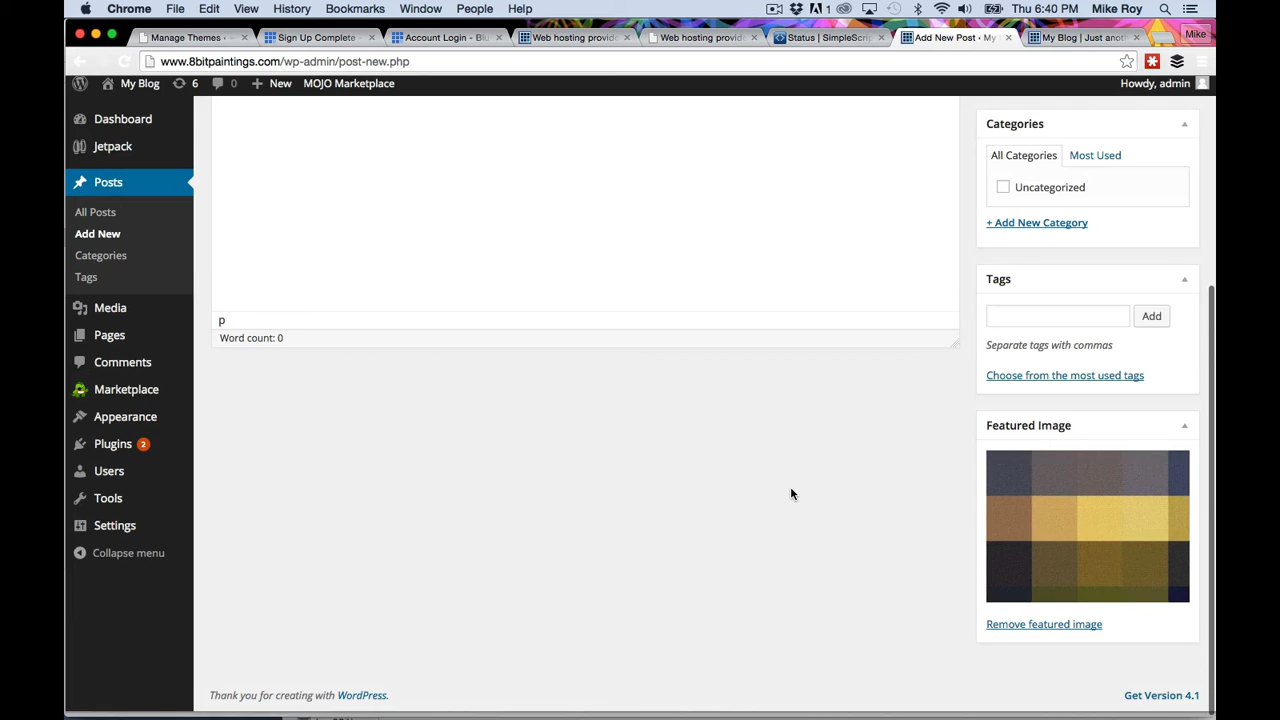 Chrome File Edit View History Bookmarks Window People Help
1 Thu 6:40 PM Mike Roy
Manage Themes
Sign Up Complete
Account Login - Blu
Web hosting provide
Web hosting provid
Status | SimpleScrip
Add New Post · My
My Blog | Just anot
Mike
www.8bitpaintings.com/wp-admin/post-new.php
My Blog 6 0 New MOJO Marketplace Howdy, admin
Dashboard
Jetpack
Posts
All Posts
Add New
Categories
Tags
Media
Pages
Comments
Marketplace
Appearance
Plugins 2
Users
Tools
Settings
Collapse menu
p
Word count: 0
Categories
All Categories Most Used
Uncategorized
+ Add New Category
Tags
Add
Separate tags with commas
Choose from the most used tags
Featured Image
Remove featured image
Thank you for creating with WordPress.
Get Version 4.1